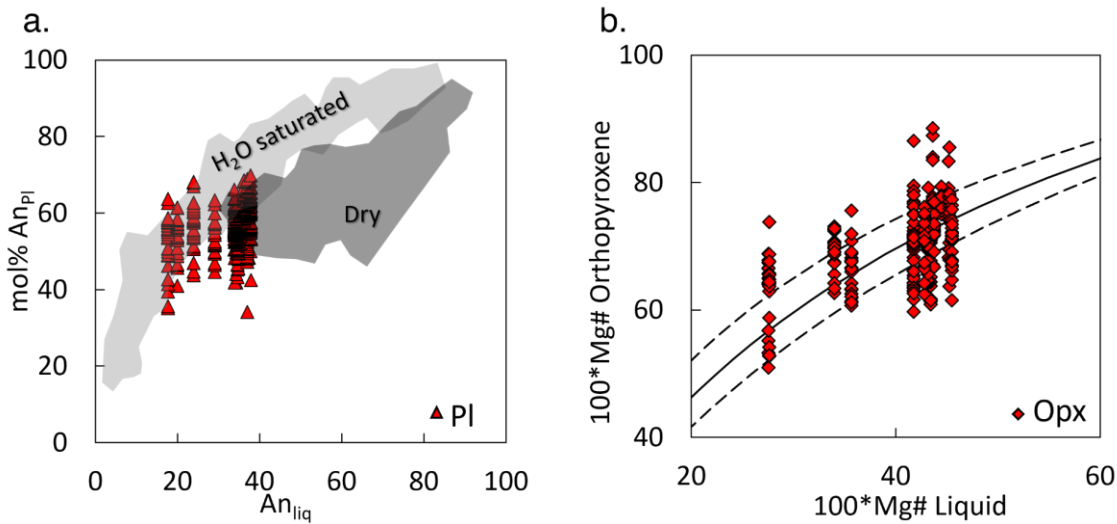 a.
100
80
60
40
20
0
mol% An_Pl
H₂O saturated
Dry
Pl
0 20 40 60 80 100
An_liq
b.
100
80
60
40
100*Mg# Orthopyroxene
Opx
20 40 60
100*Mg# Liquid